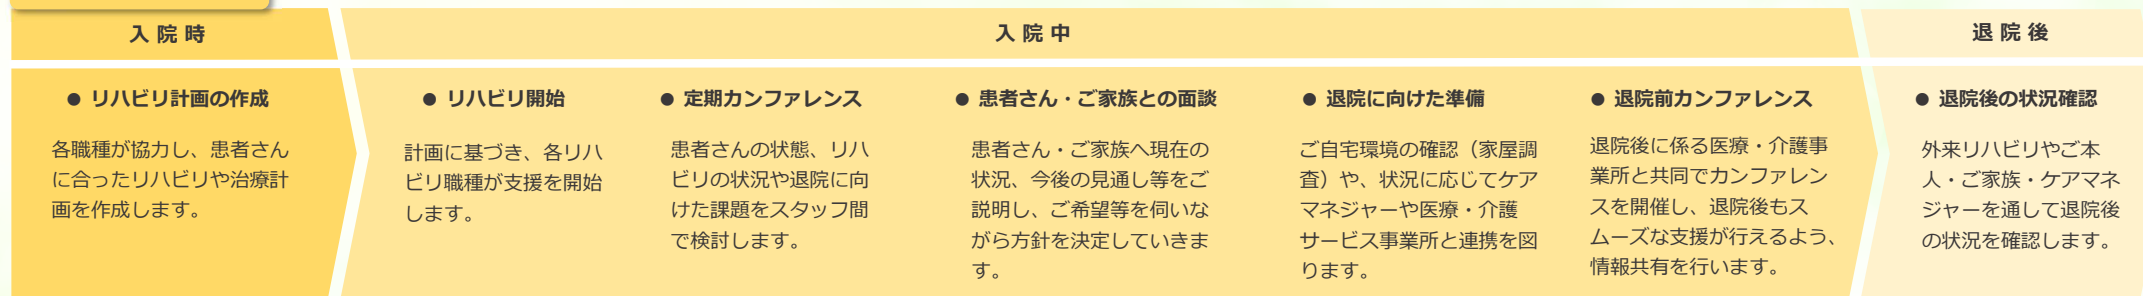 入院時
● リハビリ計画の作成
各職種が協力し、患者さん
に合ったリハビリや治療計
画を作成します。
入院中
● リハビリ開始
計画に基づき、各リハ
ビリ職種が支援を開始
します。
● 定期カンファレンス
患者さんの状態、リハ
ビリの状況や退院に向
けた課題をスタッフ間
で検討します。
● 患者さん・ご家族との面談
患者さん・ご家族へ現在の
状況、今後の見通し等をご
説明し、ご希望等を伺いな
がら方針を決定していきま
す。
● 退院に向けた準備
ご自宅環境の確認（家屋調
査）や、状況に応じてケア
マネジャーや医療・介護
サービス事業所と連携を図
ります。
● 退院前カンファレンス
退院後に係る医療・介護事
業所と共同でカンファレン
スを開催し、退院後もス
ムーズな支援が行えるよう、
情報共有を行います。
退院後
● 退院後の状況確認
外来リハビリやご本
人・ご家族・ケアマネ
ジャーを通して退院後
の状況を確認します。